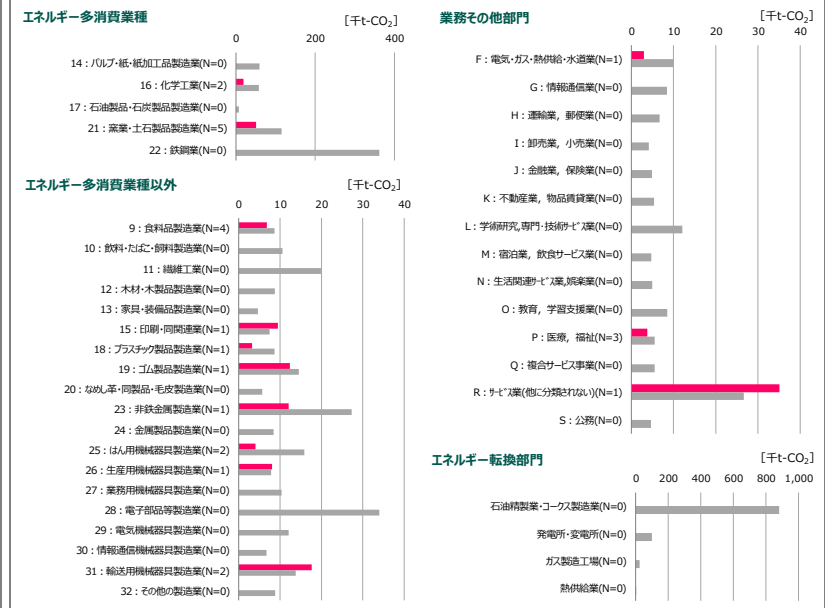 エネルギー多消費業種
[千t-CO₂]
0 200 400
14：パルプ・紙・紙加工品製造業(N=0)
16：化学工業(N=2)
17：石油製品・石炭製品製造業(N=0)
21：窯業・土石製品製造業(N=5)
22：鉄鋼業(N=0)
エネルギー多消費業種以外
[千t-CO₂]
0 10 20 30 40
9：食料品製造業(N=4)
10：飲料・たばこ・飼料製造業(N=0)
11：繊維工業(N=0)
12：木材・木製品製造業(N=0)
13：家具・装備品製造業(N=0)
15：印刷・同関連業(N=1)
18：プラスチック製品製造業(N=1)
19：ゴム製品製造業(N=1)
20：なめし革・同製品・毛皮製造業(N=0)
23：非鉄金属製造業(N=1)
24：金属製品製造業(N=0)
25：はん用機械器具製造業(N=2)
26：生産用機械器具製造業(N=1)
27：業務用機械器具製造業(N=0)
28：電子部品等製造業(N=0)
29：電気機械器具製造業(N=0)
30：情報通信機械器具製造業(N=0)
31：輸送用機械器具製造業(N=2)
32：その他の製造業(N=0)
業務その他部門
[千t-CO₂]
0 10 20 30 40
F：電気・ガス・熱供給・水道業(N=1)
G：情報通信業(N=0)
H：運輸業，郵便業(N=0)
I：卸売業，小売業(N=0)
J：金融業，保険業(N=0)
K：不動産業，物品賃貸業(N=0)
L：学術研究,専門・技術サービス業(N=0)
M：宿泊業，飲食サービス業(N=0)
N：生活関連サービス業,娯楽業(N=0)
O：教育，学習支援業(N=0)
P：医療，福祉(N=3)
Q：複合サービス事業(N=0)
R：サービス業(他に分類されない)(N=1)
S：公務(N=0)
エネルギー転換部門
[千t-CO₂]
0 200 400 600 800 1,000
石油精製業・コークス製造業(N=0)
発電所・変電所(N=0)
ガス製造工場(N=0)
熱供給業(N=0)